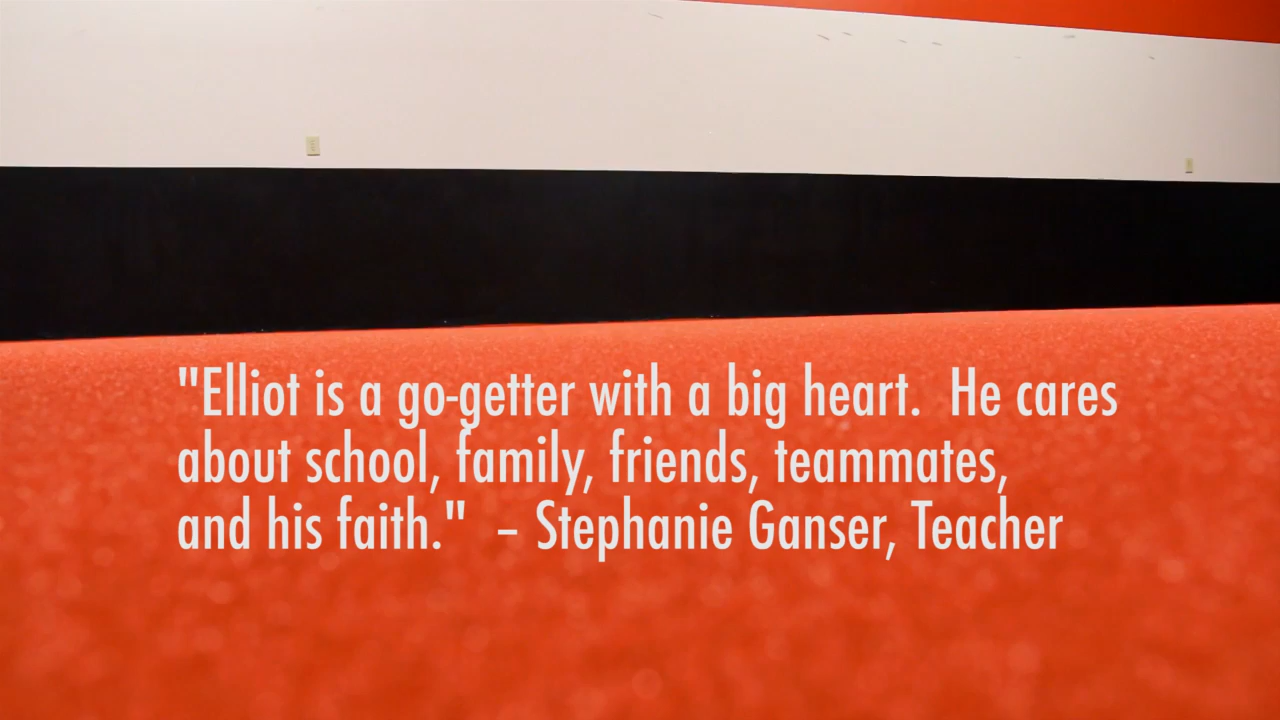 "Elliot is a go-getter with a big heart.  He cares
about school, family, friends, teammates,
and his faith."  – Stephanie Ganser, Teacher